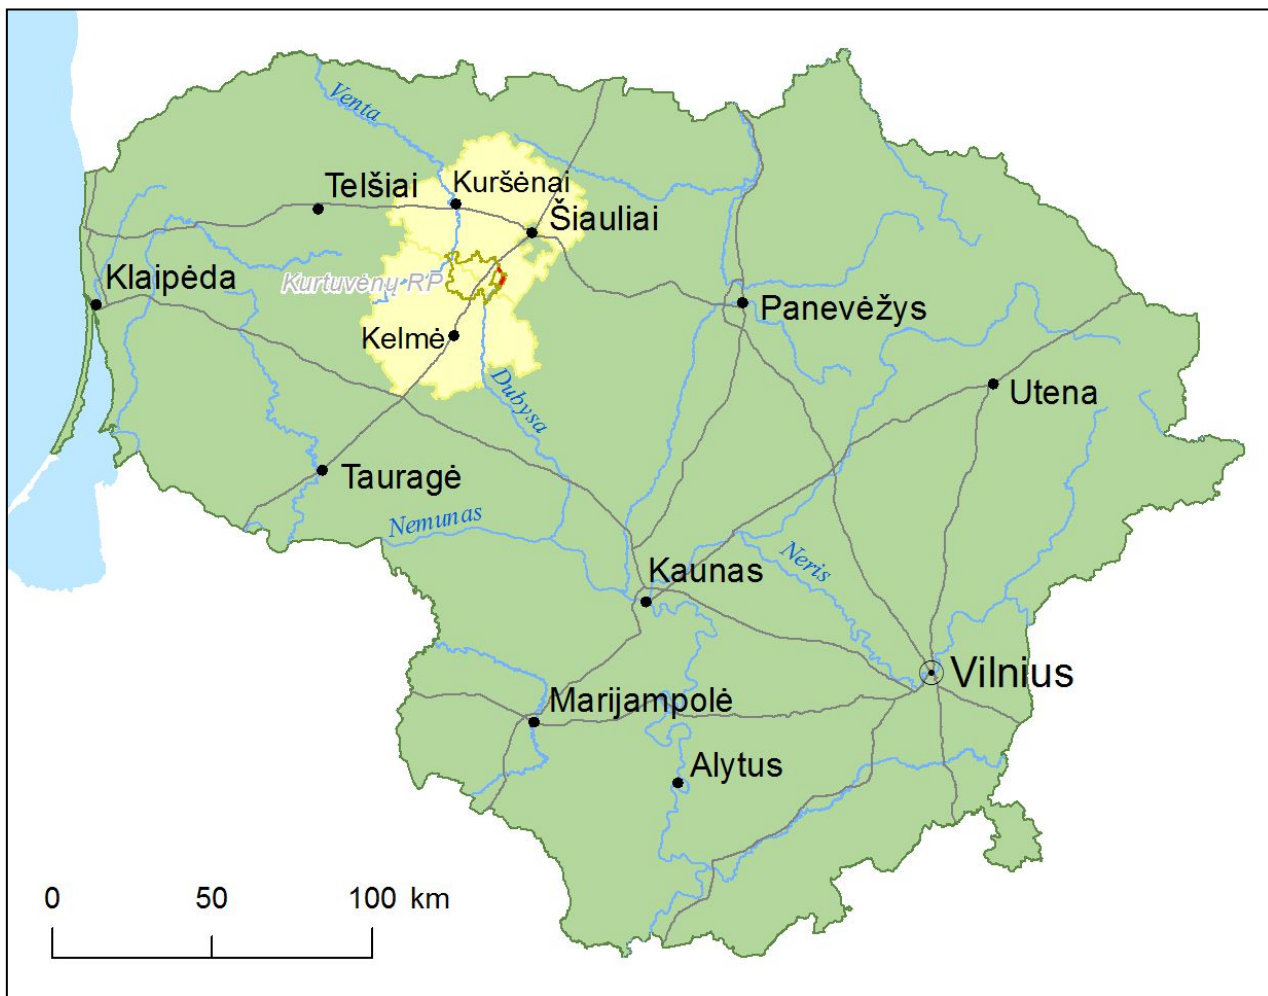 Venta
Telšiai
Kuršėnai
Šiauliai
Klaipėda
Kurtuvėnų RP
Panevėžys
Kelmė
Dubysa
Utena
Tauragė
Nemunas
Neris
Kaunas
Vilnius
Marijampolė
Alytus
0 50 100 km